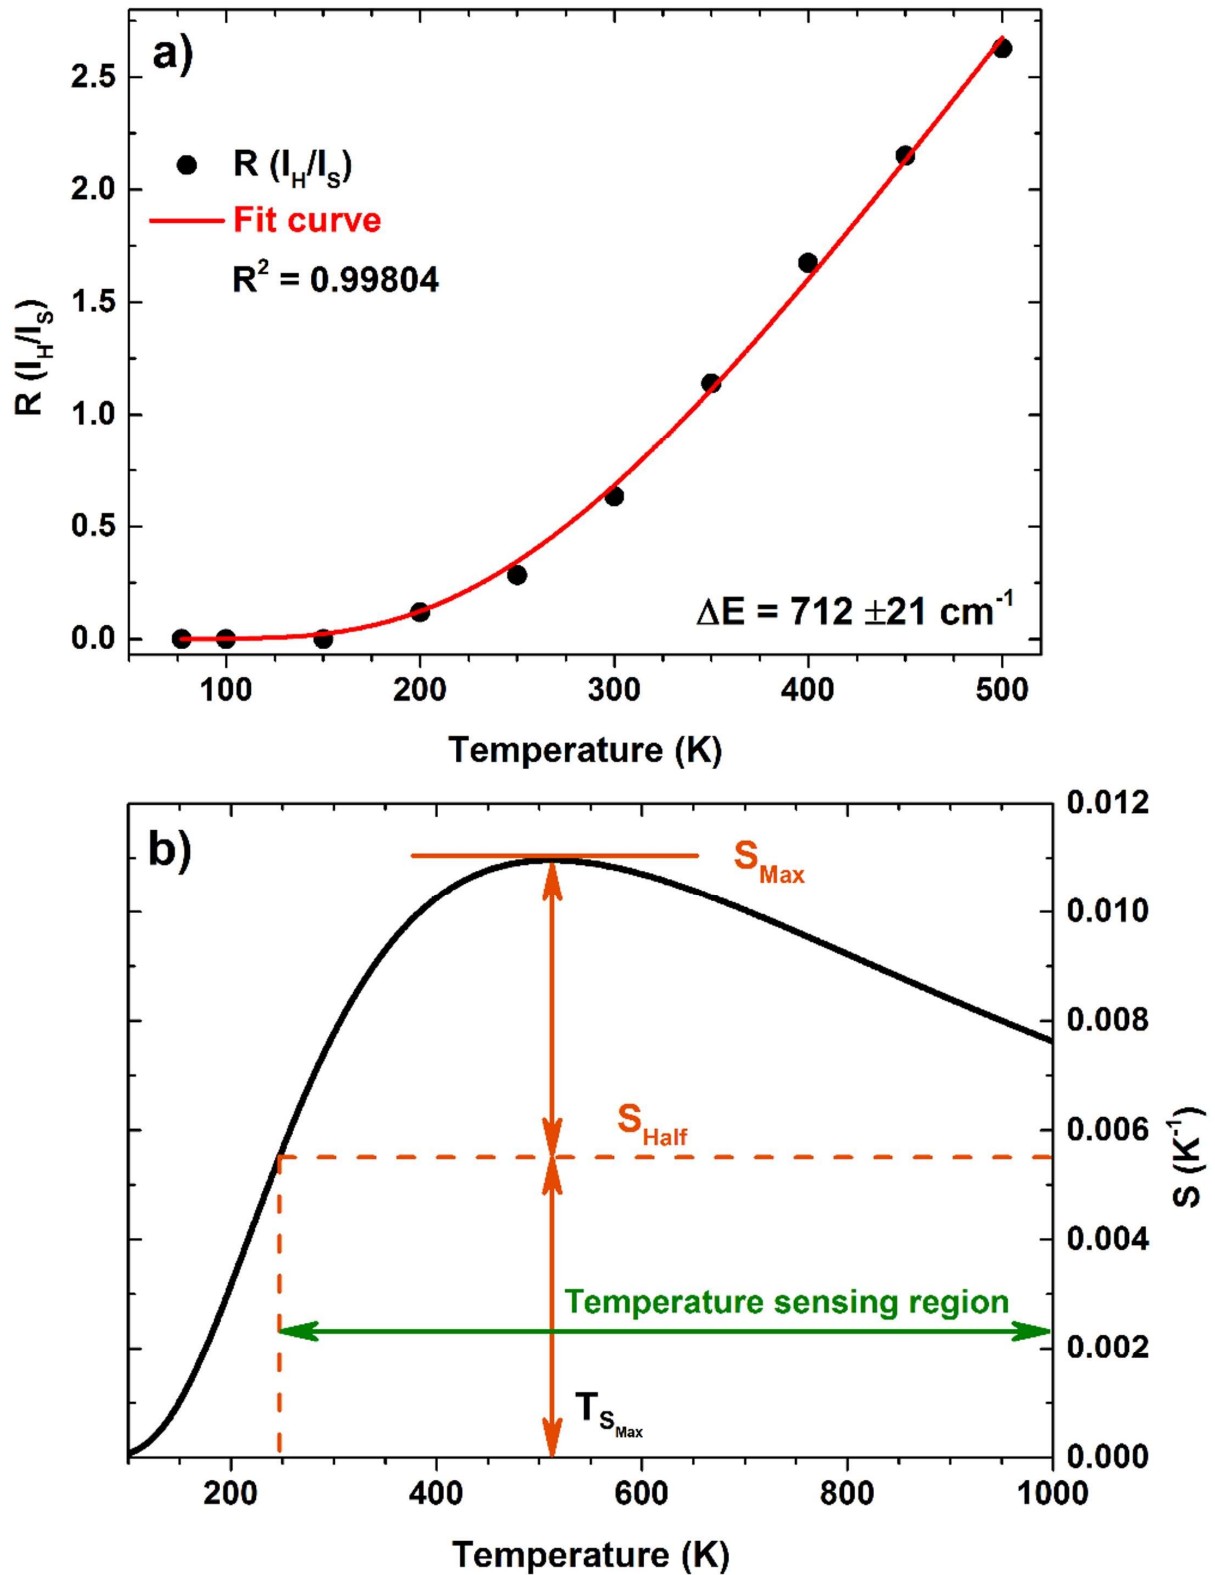 a)
2.5
2.0
1.5
1.0
0.5
0.0
R (I_H/I_S)
R (I_H/I_S)
Fit curve
R² = 0.99804
ΔE = 712 ±21 cm⁻¹
100 200 300 400 500
Temperature (K)
b)
0.012
0.010
0.008
0.006
0.004
0.002
0.000
S (K⁻¹)
S_Max
S_Half
Temperature sensing region
T_S_Max
200 400 600 800 1000
Temperature (K)